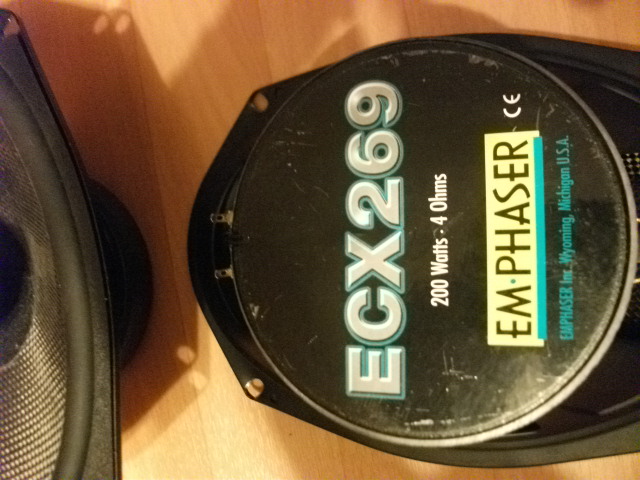 ECX269
200 Watts · 4 Ohms
EM·PHASER
EMPHASER Inc. Wyoming, Michigan U.S.A.
CE